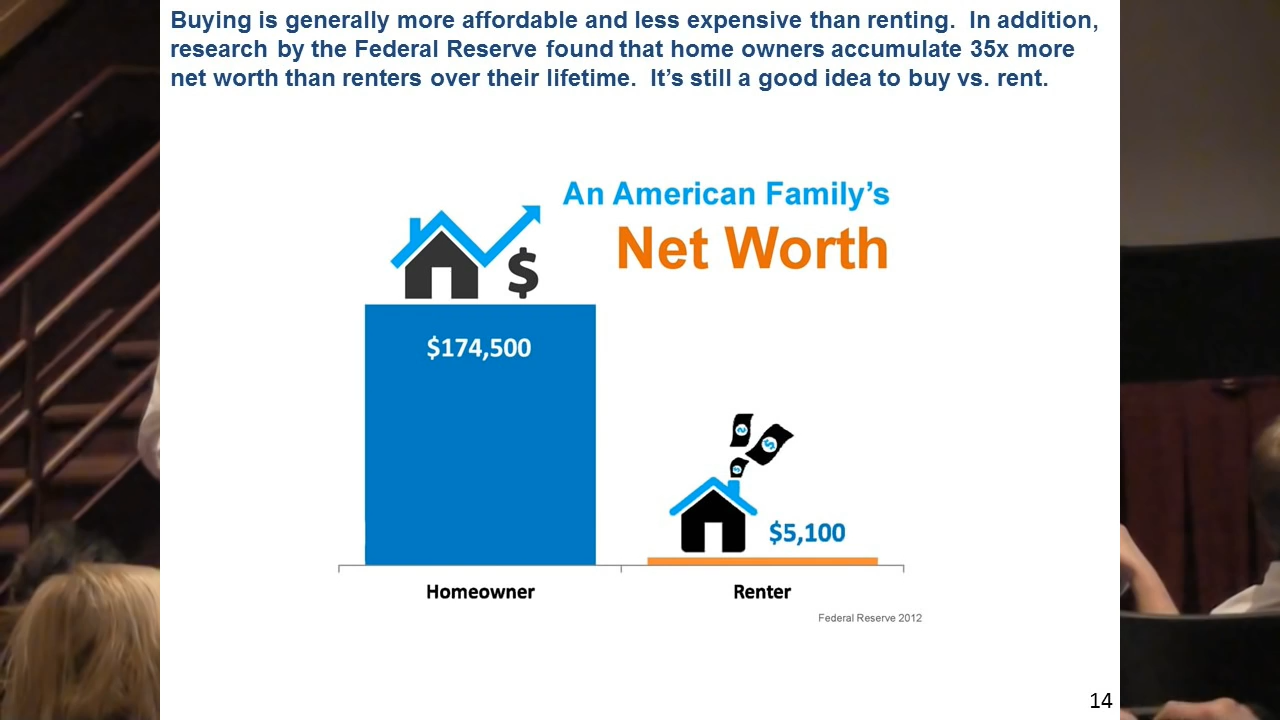 Buying is generally more affordable and less expensive than renting.  In addition,
research by the Federal Reserve found that home owners accumulate 35x more
net worth than renters over their lifetime.  It’s still a good idea to buy vs. rent.
An American Family’s
Net Worth
$
$174,500
$5,100
Homeowner
Renter
Federal Reserve 2012
14